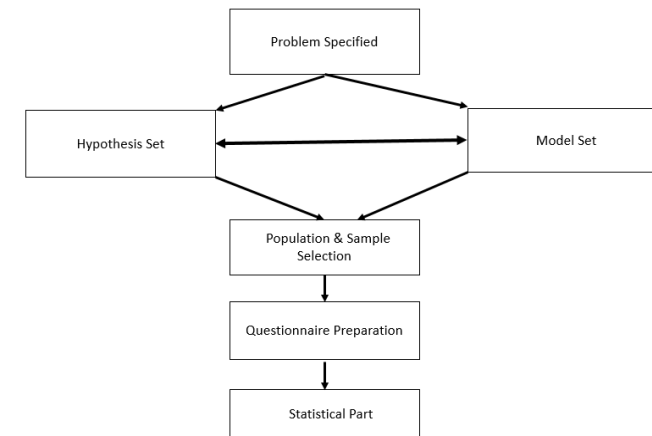 Problem Specified
Hypothesis Set
Model Set
Population & Sample
Selection
Questionnaire Preparation
Statistical Part